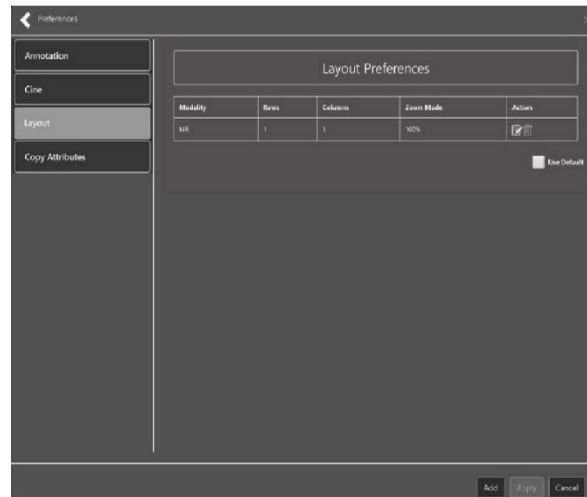 Preferences
Annotation
Cine
Layout
Copy Attributes
Layout Preferences
Modality Rows Columns Zoom Mode Action
MR 1 1 100%
Use Default
Add Apply Cancel